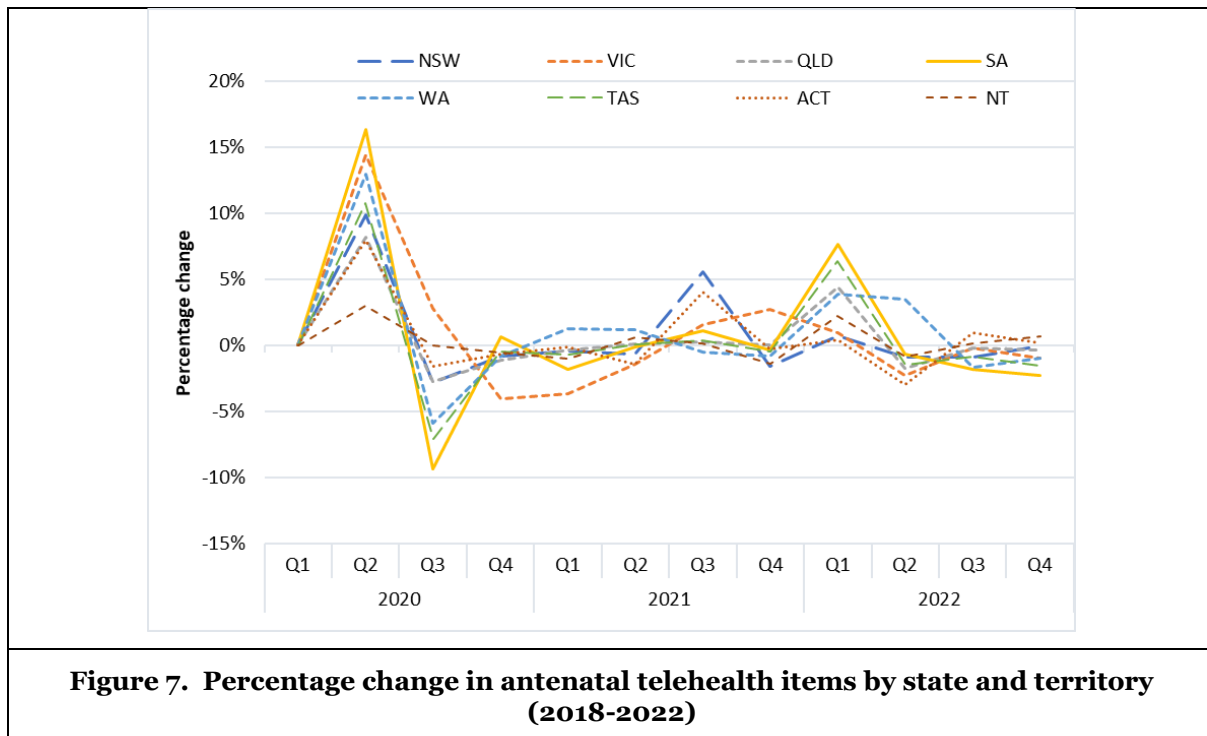 NSW VIC QLD SA
WA TAS ACT NT
20%
15%
10%
5%
0%
-5%
-10%
-15%
Percentage change
Q1 Q2 Q3 Q4 Q1 Q2 Q3 Q4 Q1 Q2 Q3 Q4
2020 2021 2022
Figure 7. Percentage change in antenatal telehealth items by state and territory
(2018-2022)